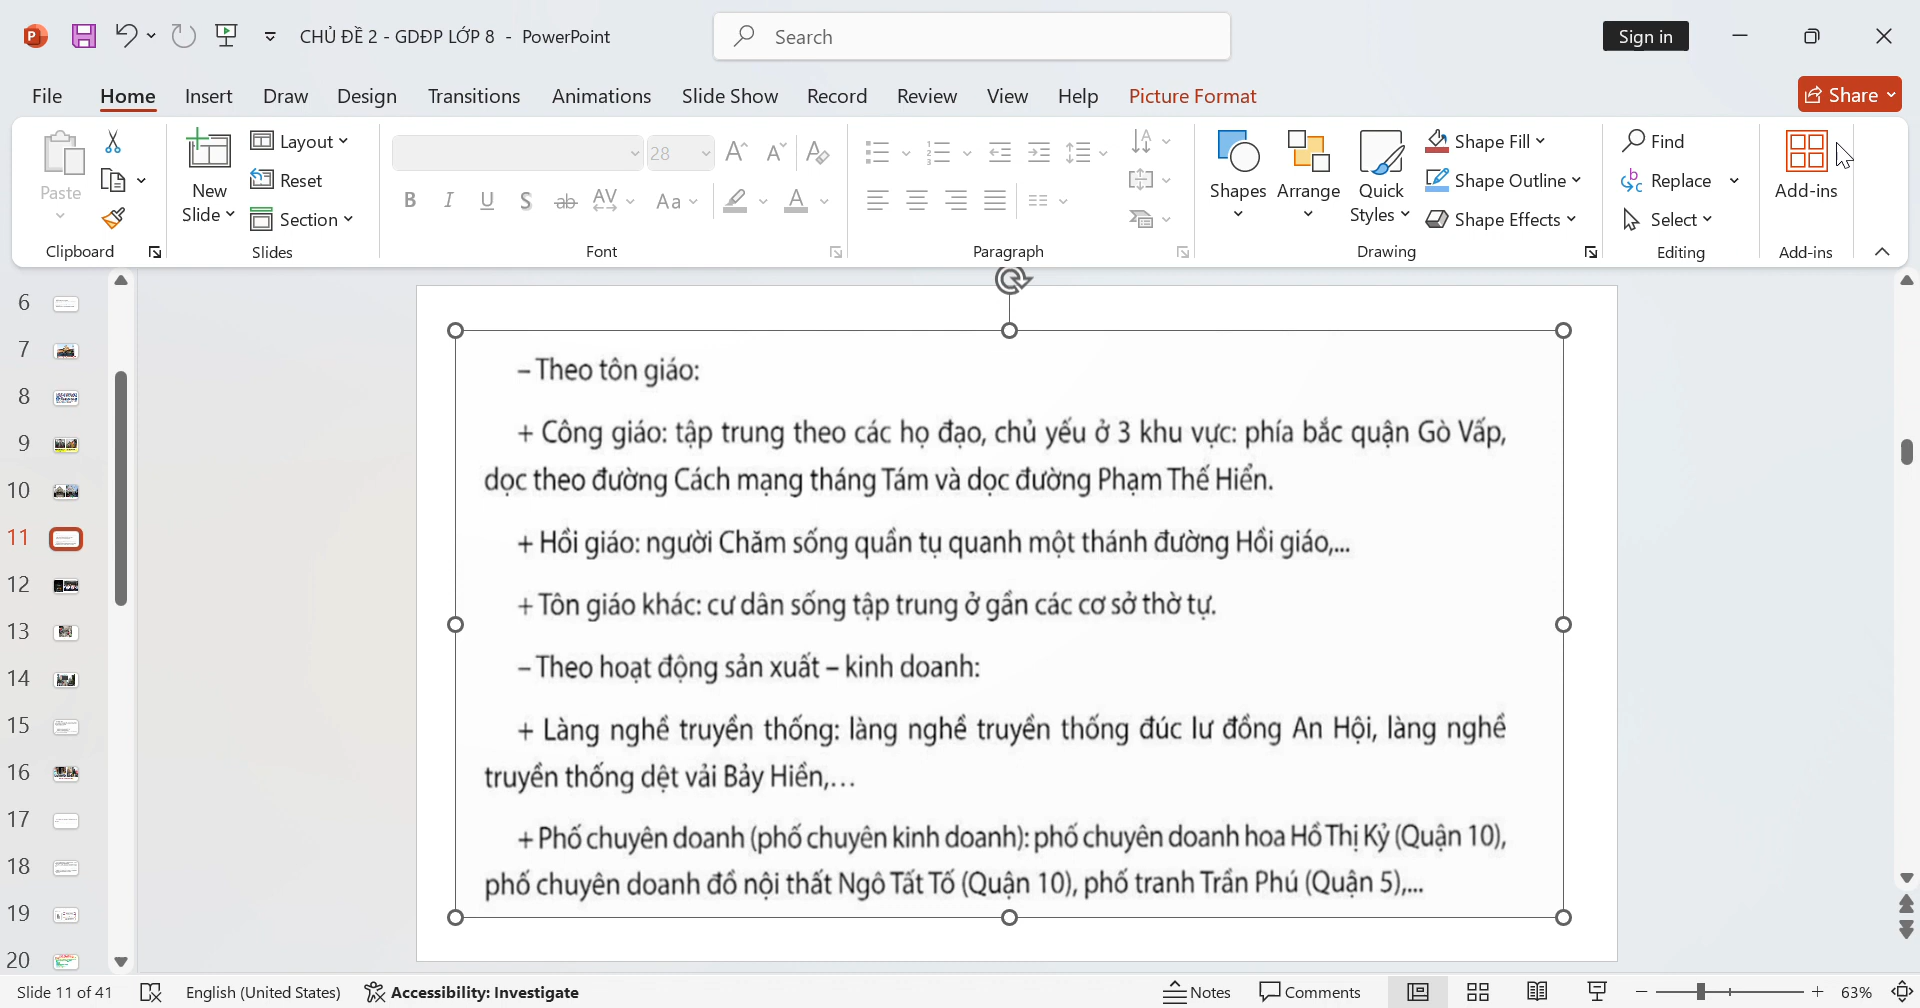 CHỦ ĐỀ 2 - GDĐP LỚP 8 - PowerPoint
Search
Sign in
File Home Insert Draw Design Transitions Animations Slide Show Record Review View Help Picture Format
Share
Paste
Clipboard
New Slide
Layout
Reset
Section
Slides
28
Font
Paragraph
Shapes
Arrange
Quick Styles
Shape Fill
Shape Outline
Shape Effects
Drawing
Find
Replace
Select
Editing
Add-ins
Add-ins
6
7
8
9
10
11
12
13
14
15
16
17
18
19
20
– Theo tôn giáo:
+ Công giáo: tập trung theo các họ đạo, chủ yếu ở 3 khu vực: phía bắc quận Gò Vấp,
dọc theo đường Cách mạng tháng Tám và dọc đường Phạm Thế Hiển.
+ Hồi giáo: người Chăm sống quần tụ quanh một thánh đường Hồi giáo,...
+ Tôn giáo khác: cư dân sống tập trung ở gần các cơ sở thờ tự.
– Theo hoạt động sản xuất – kinh doanh:
+ Làng nghề truyền thống: làng nghề truyền thống đúc lư đồng An Hội, làng nghề
truyền thống dệt vải Bảy Hiền,...
+ Phố chuyên doanh (phố chuyên kinh doanh): phố chuyên doanh hoa Hồ Thị Kỷ (Quận 10),
phố chuyên doanh đồ nội thất Ngô Tất Tố (Quận 10), phố tranh Trần Phú (Quận 5),...
Slide 11 of 41
English (United States)
Accessibility: Investigate
Notes
Comments
63%